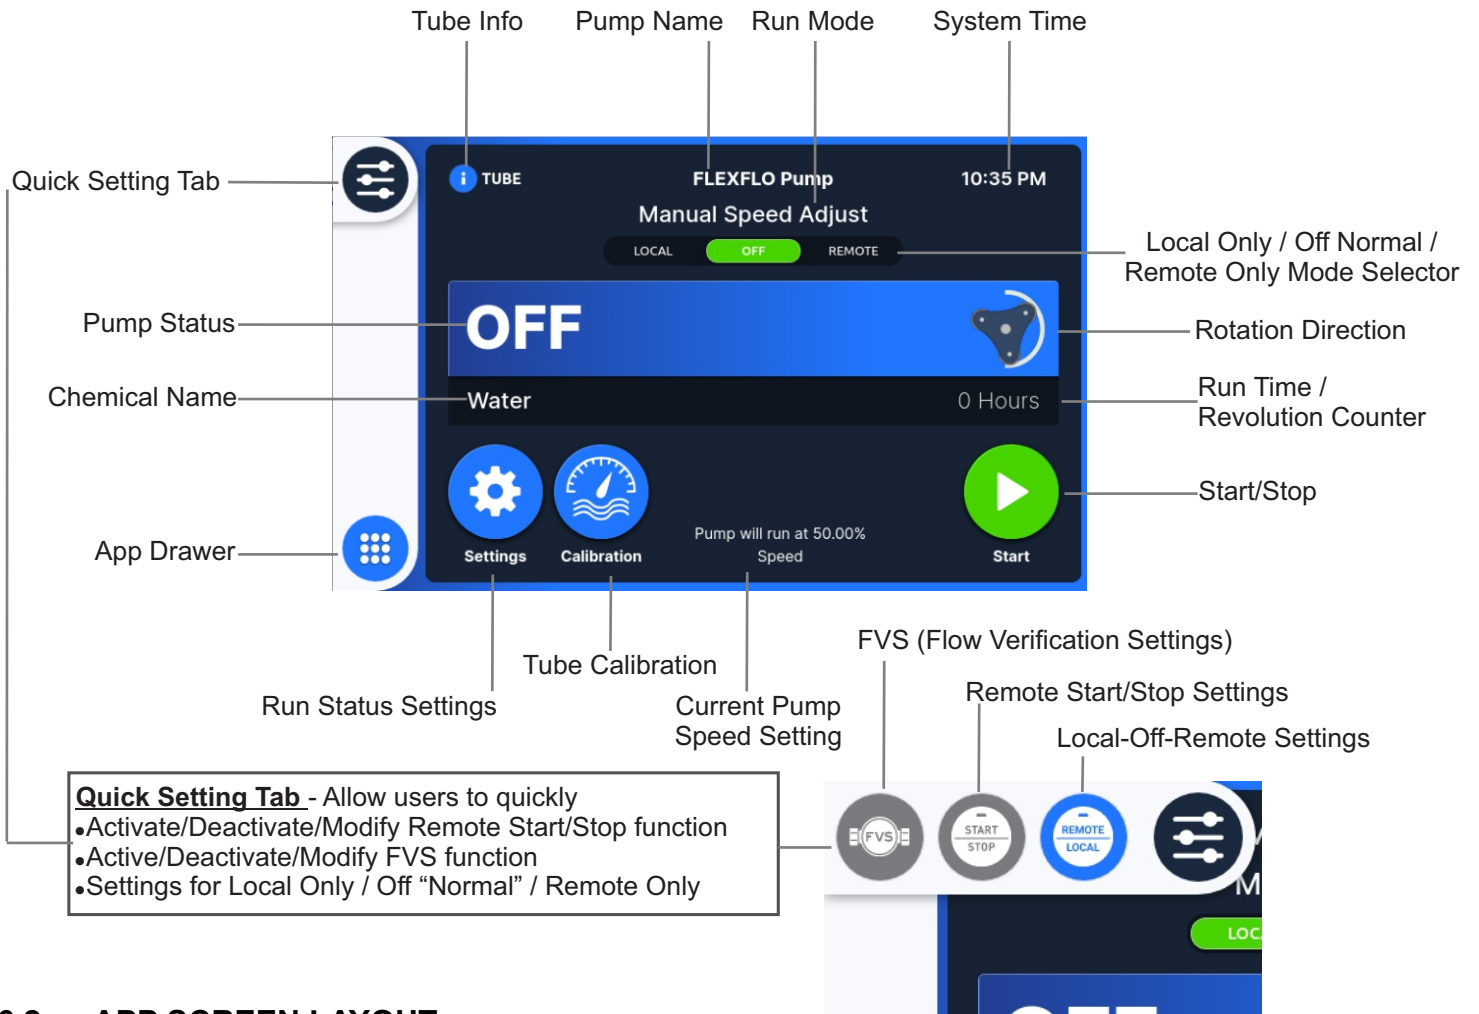 Tube Info
Pump Name
Run Mode
System Time
Quick Setting Tab
TUBE
FLEXFLO Pump
10:35 PM
Manual Speed Adjust
LOCAL
OFF
REMOTE
Local Only / Off Normal /
Remote Only Mode Selector
Pump Status
OFF
Rotation Direction
Chemical Name
Water
0 Hours
Run Time /
Revolution Counter
Start/Stop
App Drawer
Settings
Calibration
Pump will run at 50.00%
Speed
Start
FVS (Flow Verification Settings)
Tube Calibration
Run Status Settings
Current Pump
Speed Setting
Remote Start/Stop Settings
Local-Off-Remote Settings
Quick Setting Tab - Allow users to quickly
•Activate/Deactivate/Modify Remote Start/Stop function
•Active/Deactivate/Modify FVS function
•Settings for Local Only / Off “Normal” / Remote Only
FVS
START
STOP
REMOTE
LOCAL
M
LOC
APP SCREEN LAYOUT